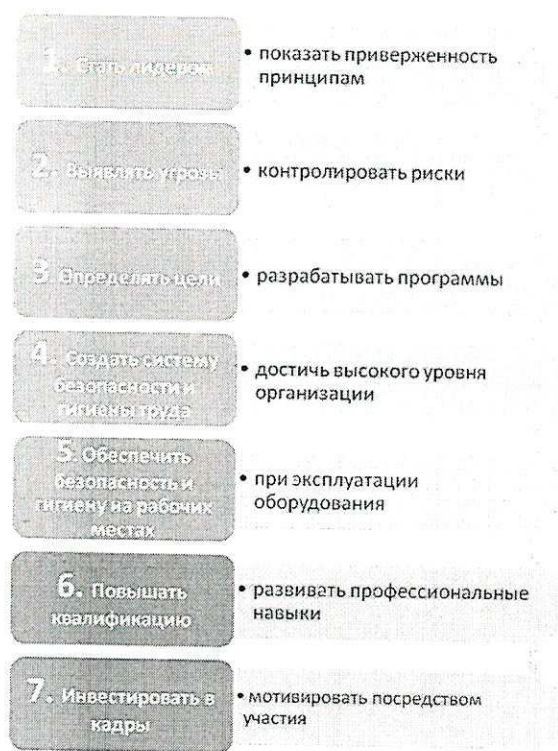 1. Стать лидером
• показать приверженность
принципам
2. Выявлять угрозы
• контролировать риски
3. Определять цели
• разрабатывать программы
4. Создать систему
безопасности и
гигиены труда
• достичь высокого уровня
организации
5. Обеспечить
безопасность и
гигиену на рабочих
местах
• при эксплуатации
оборудования
6. Повышать
квалификацию
• развивать профессиональные
навыки
7. Инвестировать в
кадры
• мотивировать посредством
участия